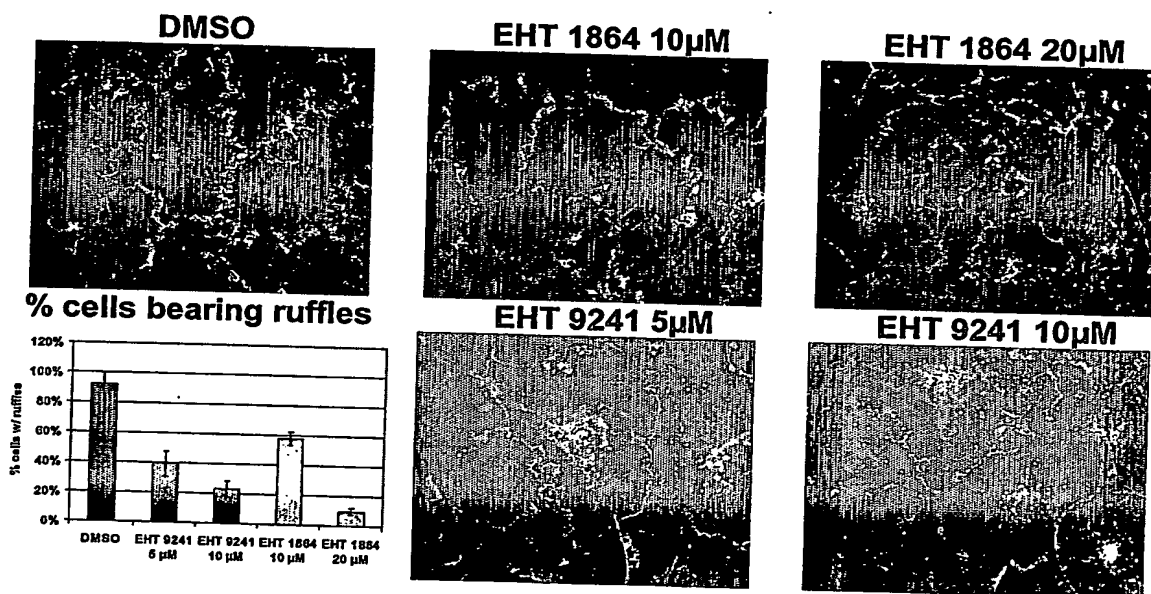 DMSO
EHT 1864 10µM
EHT 1864 20µM
% cells bearing ruffles
EHT 9241 5µM
EHT 9241 10µM
% cells w/ ruffles
120%
100%
80%
60%
40%
20%
0%
DMSO
EHT 9241
5 µM
EHT 9241
10 µM
EHT 1864
10 µM
EHT 1864
20 µM